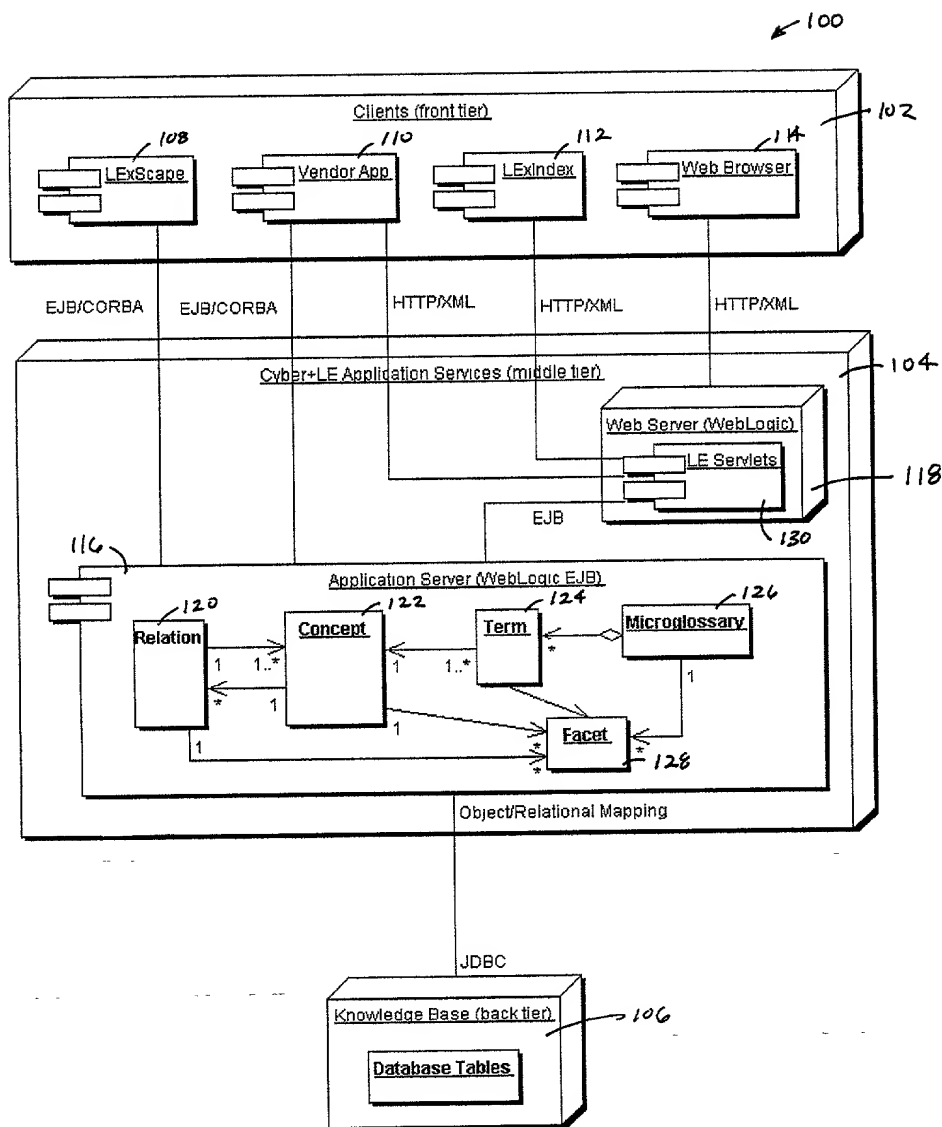 100
Clients (front tier)
102
108
110
112
114
LExScape
Vendor App
LExIndex
Web Browser
EJB/CORBA
EJB/CORBA
HTTP/XML
HTTP/XML
HTTP/XML
Cyber+LE Application Services (middle tier)
104
Web Server (WebLogic)
LE Servlets
118
EJB
130
116
Application Server (WebLogic EJB)
120
122
124
126
Relation
Concept
Term
Microglossary
1
1..*
1
1..*
*
1
*
1
1
Facet
*
*
128
1
*
Object/Relational Mapping
JDBC
Knowledge Base (back tier)
106
Database Tables